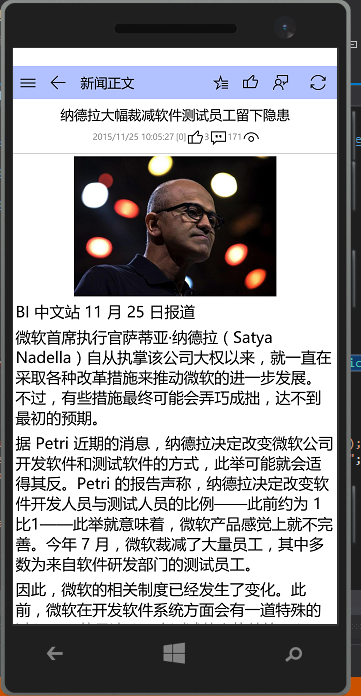 新闻正文
纳德拉大幅裁减软件测试员工留下隐患
2015/11/25 10:05:27 [0] 3 171
BI 中文站 11 月 25 日报道
微软首席执行官萨蒂亚·纳德拉（Satya
Nadella）自从执掌该公司大权以来，就一直在
采取各种改革措施来推动微软的进一步发展。
不过，有些措施最终可能会弄巧成拙，达不到
最初的预期。
据 Petri 近期的消息，纳德拉决定改变微软公司
开发软件和测试软件的方式，此举可能就会适
得其反。Petri 的报告声称，纳德拉决定改变软
件开发人员与测试人员的比例——此前约为 1
比1——此举就意味着，微软产品感觉上就不完
善。今年 7 月，微软裁减了大量员工，其中多
数为来自软件研发部门的测试员工。
因此，微软的相关制度已经发生了变化。此
前，微软在开发软件系统方面会有一道特殊的